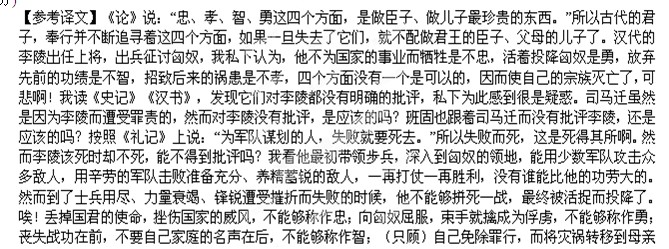 【参考译文】《论》说：“忠、孝、智、勇这四个方面，是做臣子、做儿子最珍贵的东西。”所以古代的君
子，奉行并不断追寻着这四个方面，如果一旦失去了它们，就不配做君王的臣子、父母的儿子了。汉代的
李陵出任上将，出兵征讨匈奴，我私下认为，他不为国家的事业而牺牲是不忠，活着投降匈奴是不勇，放弃
先前的功绩是不智，招致后来的祸患是不孝，四个方面没有一个是可以的，因而使自己的宗族灭亡了，可
悲啊！我读《史记》《汉书》，发现它们对李陵都没有明确的批评，私下为此感到很是疑惑。司马迁虽然
是因为李陵而遭受罪责的，然而对李陵没有批评，是应该的吗？班固也跟着司马迁而没有批评李陵，还是
应该的吗？按照《礼记》上说：“为军队谋划的人，失败就要死去。”所以失败而死，这是死得其所啊。然
而李陵该死时却不死，能不得到批评吗？我看他最初带领步兵，深入到匈奴的领地，能用少数军队攻击众
多敌人，用辛劳的军队击败准备充分、养精蓄锐的敌人，一再打仗一再胜利，没有谁能比他的功劳大的。
然而到了士兵用尽、力量衰竭、锋锐遭受摧折而失败的时候，他不能够拼死一战，最终被活捉而投降了。
唉！丢掉国君的使命，挫伤国家的威风，不能够称作忠；向匈奴屈服，束手就擒成为俘虏，不能够称作勇；
丧失战功在前，不要自己家庭的名声在后，不能够称作智；（只顾）自己免除罪行，而将灾祸转移到母亲